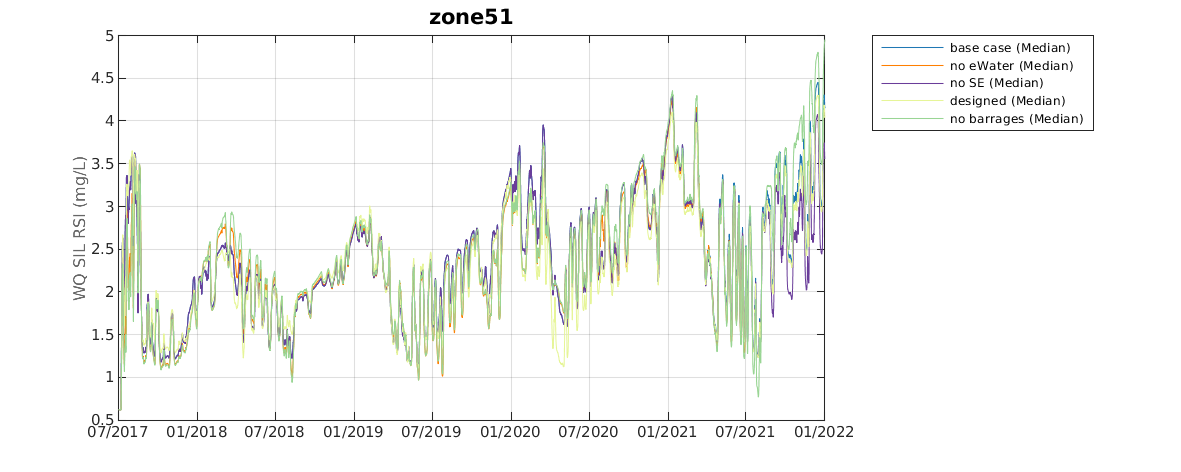 zone51
WQ SIL RSI (mg/L)
5
4.5
4
3.5
3
2.5
2
1.5
1
0.5
07/2017 01/2018 07/2018 01/2019 07/2019 01/2020 07/2020 01/2021 07/2021 01/2022
base case (Median)
no eWater (Median)
no SE (Median)
designed (Median)
no barrages (Median)